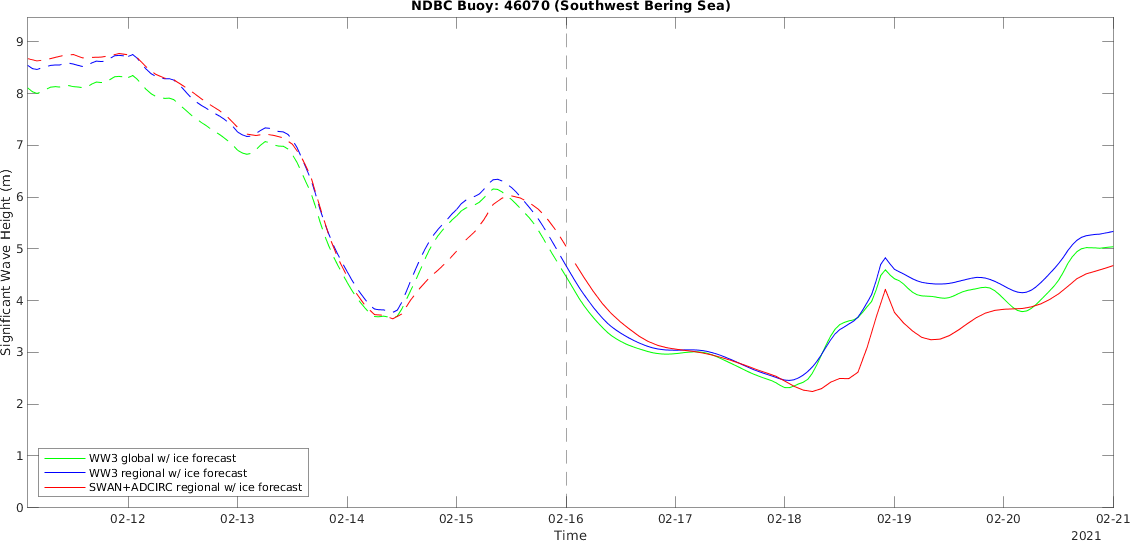 NDBC Buoy: 46070 (Southwest Bering Sea)
Significant Wave Height (m)
9
8
7
6
5
4
3
2
1
0
WW3 global w/ ice forecast
WW3 regional w/ ice forecast
SWAN+ADCIRC regional w/ ice forecast
02-12 02-13 02-14 02-15 02-16 02-17 02-18 02-19 02-20 02-21
Time
2021